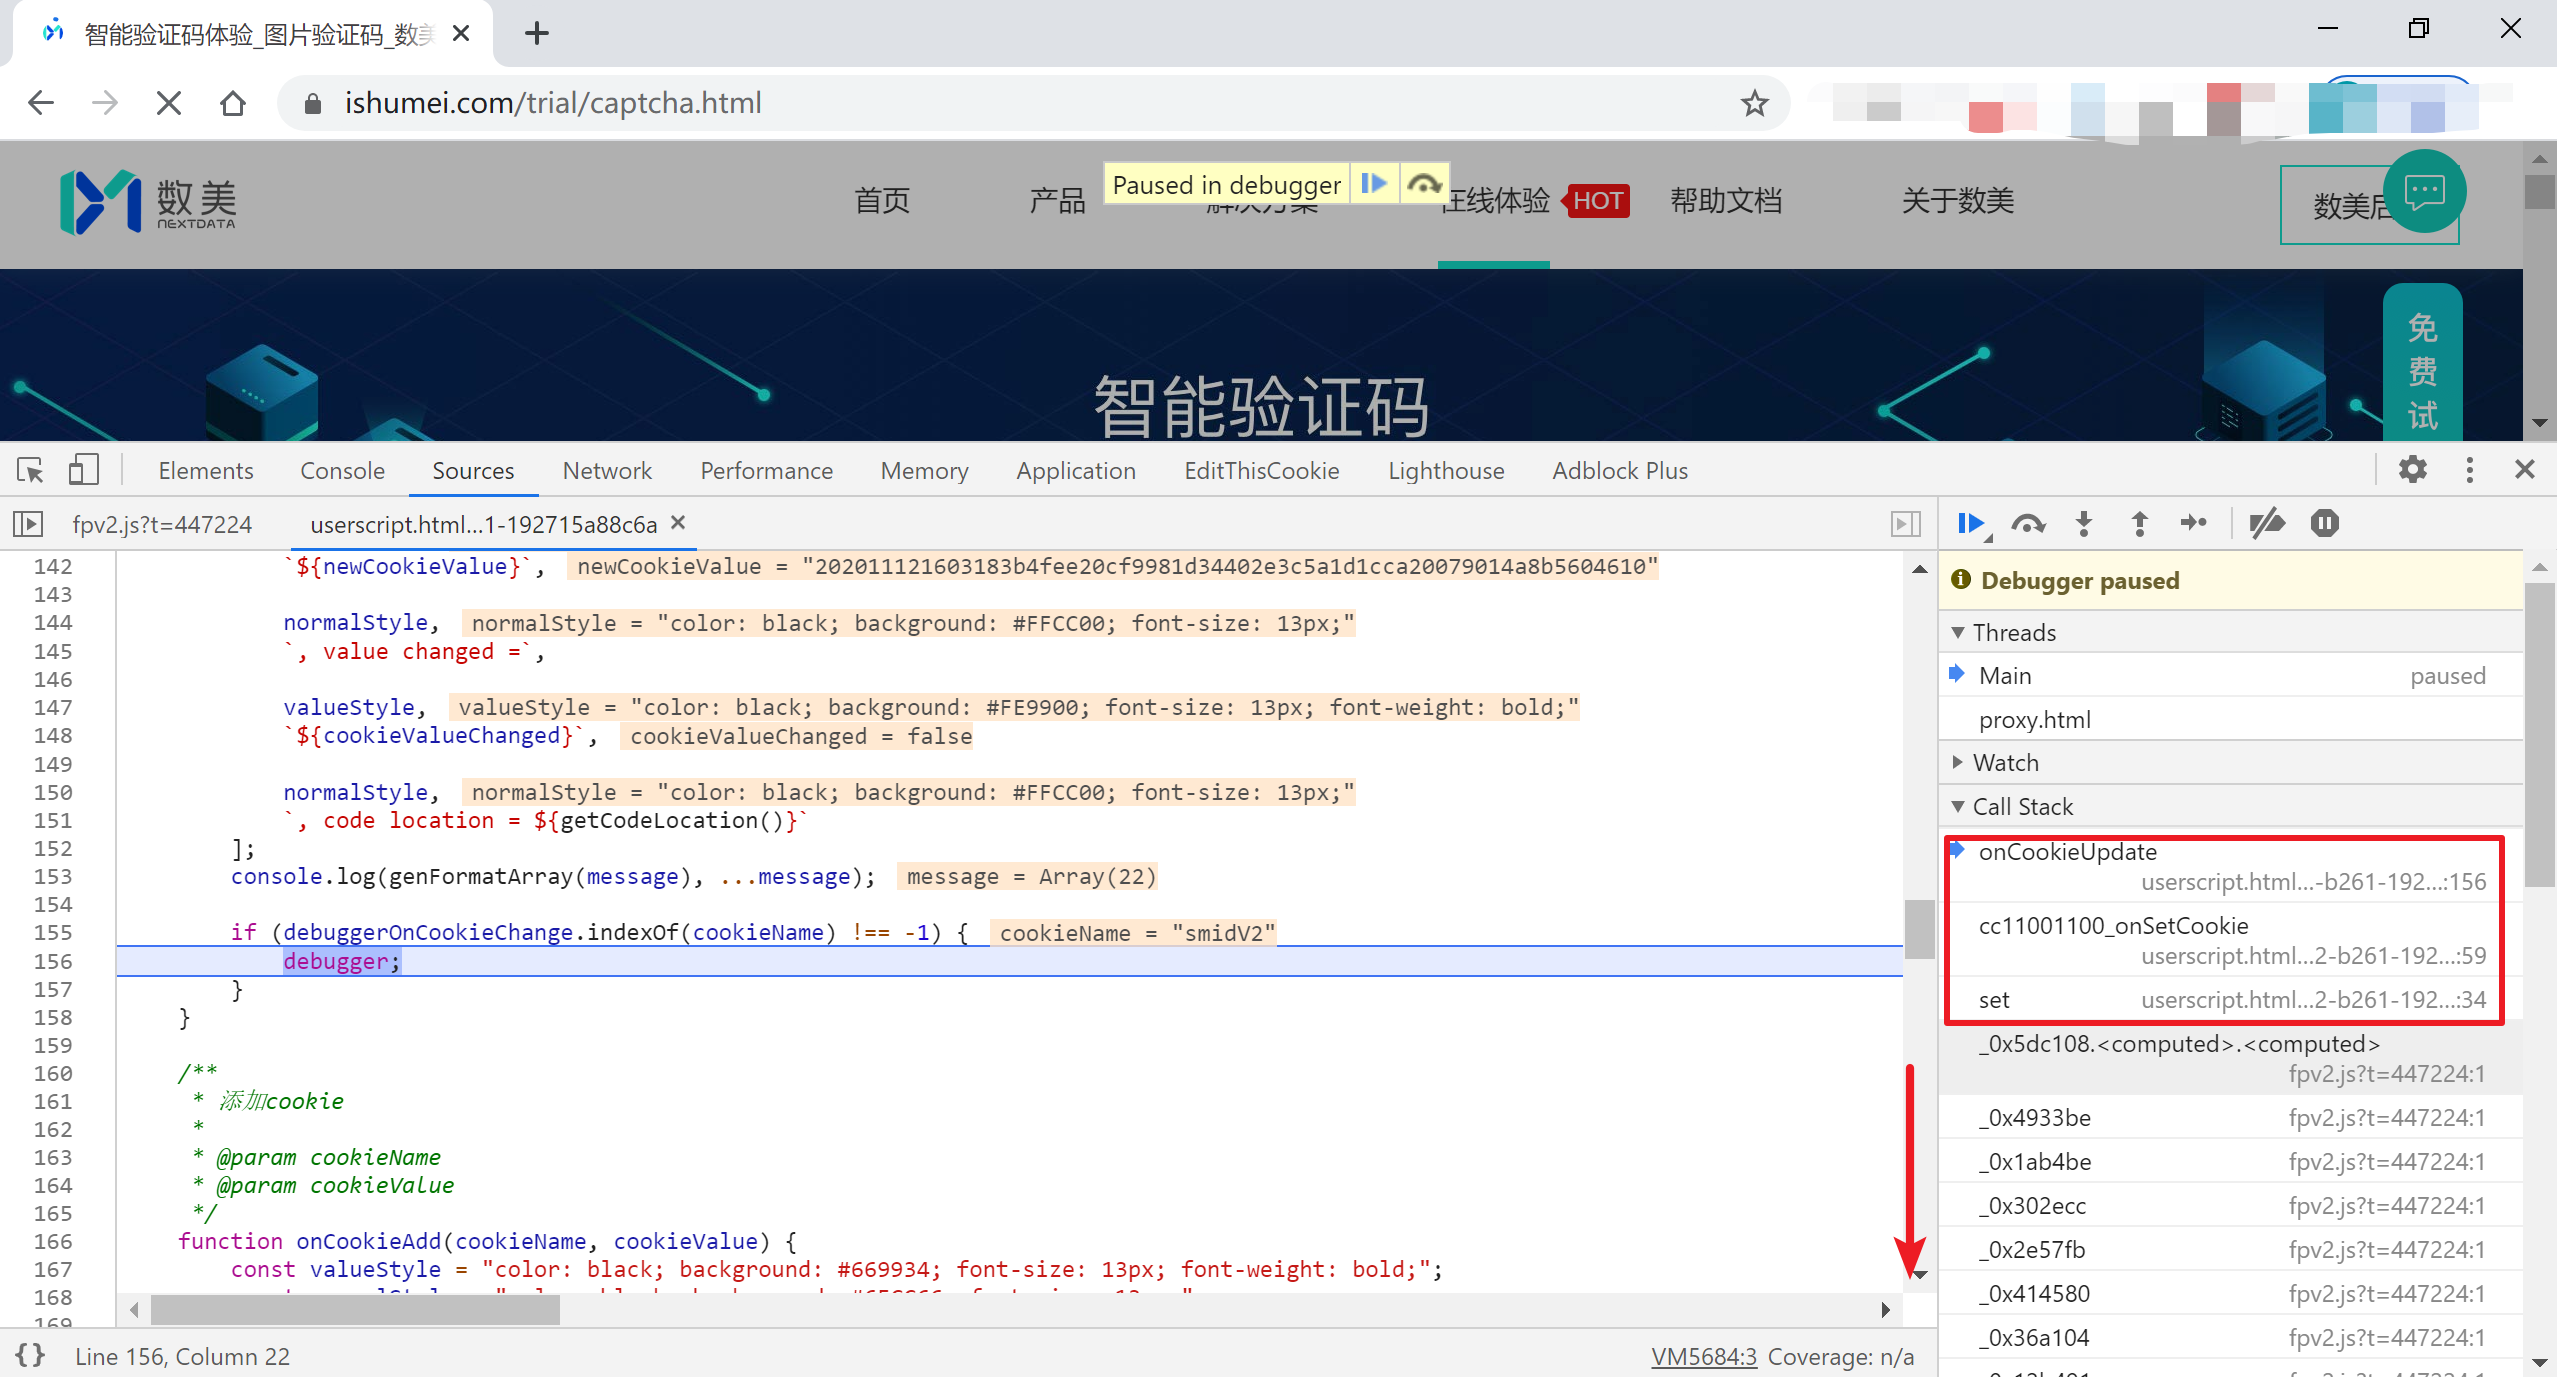 智能验证码体验_图片验证码_数美
ishumei.com/trial/captcha.html
数美
NEXTDATA
首页
产品
解决方案
在线体验
HOT
帮助文档
关于数美
数美后
Paused in debugger
智能验证码
免
费
试
Elements
Console
Sources
Network
Performance
Memory
Application
EditThisCookie
Lighthouse
Adblock Plus
fpv2.js?t=447224
userscript.html...1-192715a88c6a
142 `${newCookieValue}`, newCookieValue = "202011121603183b4fee20cf9981d34402e3c5a1d1cca20079014a8b5604610"
143
144 normalStyle, normalStyle = "color: black; background: #FFCC00; font-size: 13px;"
145 `, value changed =`,
146
147 valueStyle, valueStyle = "color: black; background: #FE9900; font-size: 13px; font-weight: bold;"
148 `${cookieValueChanged}`, cookieValueChanged = false
149
150 normalStyle, normalStyle = "color: black; background: #FFCC00; font-size: 13px;"
151 `, code location = ${getCodeLocation()}`
152 ];
153 console.log(genFormatArray(message), ...message); message = Array(22)
154
155 if (debuggerOnCookieChange.indexOf(cookieName) !== -1) { cookieName = "smidV2"
156 debugger;
157 }
158 }
159
160 /**
161 * 添加cookie
162 *
163 * @param cookieName
164 * @param cookieValue
165 */
166 function onCookieAdd(cookieName, cookieValue) {
167 const valueStyle = "color: black; background: #669934; font-size: 13px; font-weight: bold;";
168
169
{} Line 156, Column 22
VM5684:3 Coverage: n/a
Debugger paused
Threads
Main paused
proxy.html
Watch
Call Stack
onCookieUpdate
userscript.html...-b261-192...:156
cc11001100_onSetCookie
userscript.html...2-b261-192...:59
set userscript.html...2-b261-192...:34
_0x5dc108.<computed>.<computed>
fpv2.js?t=447224:1
_0x4933be fpv2.js?t=447224:1
_0x1ab4be fpv2.js?t=447224:1
_0x302ecc fpv2.js?t=447224:1
_0x2e57fb fpv2.js?t=447224:1
_0x414580 fpv2.js?t=447224:1
_0x36a104 fpv2.js?t=447224:1